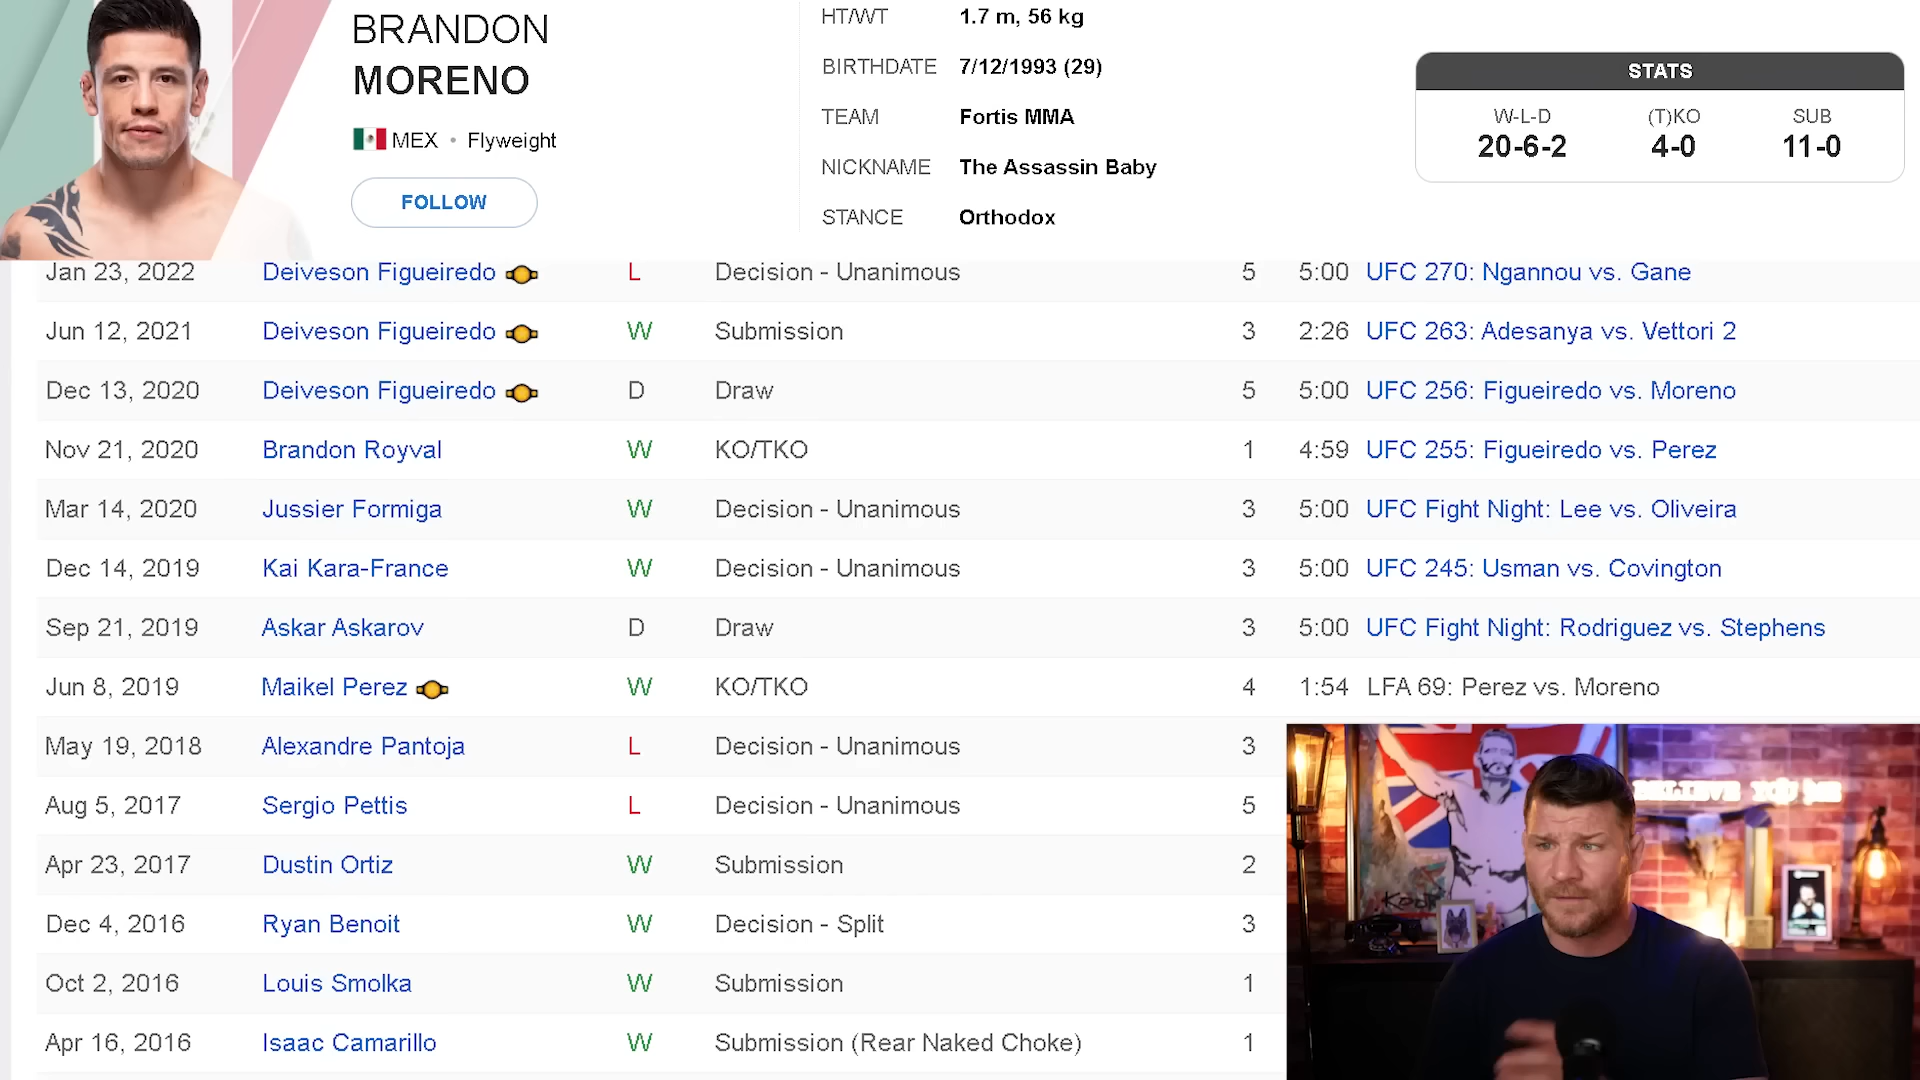 BRANDON
MORENO
MEX • Flyweight
FOLLOW
HT/WT 1.7 m, 56 kg
BIRTHDATE 7/12/1993 (29)
TEAM Fortis MMA
NICKNAME The Assassin Baby
STANCE Orthodox
STATS
W-L-D (T)KO SUB
20-6-2 4-0 11-0
Jan 23, 2022 Deiveson Figueiredo L Decision - Unanimous 5 5:00 UFC 270: Ngannou vs. Gane
Jun 12, 2021 Deiveson Figueiredo W Submission 3 2:26 UFC 263: Adesanya vs. Vettori 2
Dec 13, 2020 Deiveson Figueiredo D Draw 5 5:00 UFC 256: Figueiredo vs. Moreno
Nov 21, 2020 Brandon Royval W KO/TKO 1 4:59 UFC 255: Figueiredo vs. Perez
Mar 14, 2020 Jussier Formiga W Decision - Unanimous 3 5:00 UFC Fight Night: Lee vs. Oliveira
Dec 14, 2019 Kai Kara-France W Decision - Unanimous 3 5:00 UFC 245: Usman vs. Covington
Sep 21, 2019 Askar Askarov D Draw 3 5:00 UFC Fight Night: Rodriguez vs. Stephens
Jun 8, 2019 Maikel Perez W KO/TKO 4 1:54 LFA 69: Perez vs. Moreno
May 19, 2018 Alexandre Pantoja L Decision - Unanimous 3
Aug 5, 2017 Sergio Pettis L Decision - Unanimous 5
Apr 23, 2017 Dustin Ortiz W Submission 2
Dec 4, 2016 Ryan Benoit W Decision - Split 3
Oct 2, 2016 Louis Smolka W Submission 1
Apr 16, 2016 Isaac Camarillo W Submission (Rear Naked Choke) 1
BELIEVE YOU ME